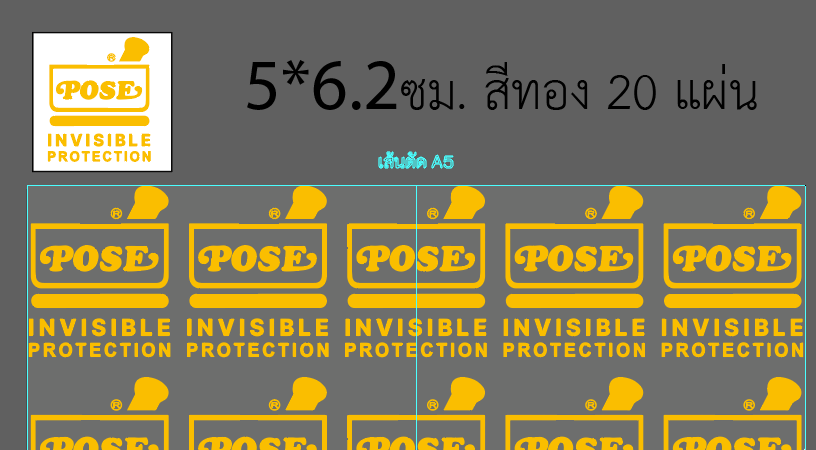 ®
POSE
INVISIBLE
PROTECTION
5*6.2ซม. สีทอง 20 แผ่น
เส้นตัด A5
® ® ® ® ®
POSE POSE POSE POSE POSE
INVISIBLE INVISIBLE INVISIBLE INVISIBLE INVISIBLE
PROTECTION PROTECTION PROTECTION PROTECTION PROTECTION
® ® ® ® ®
POSE POSE POSE POSE POSE